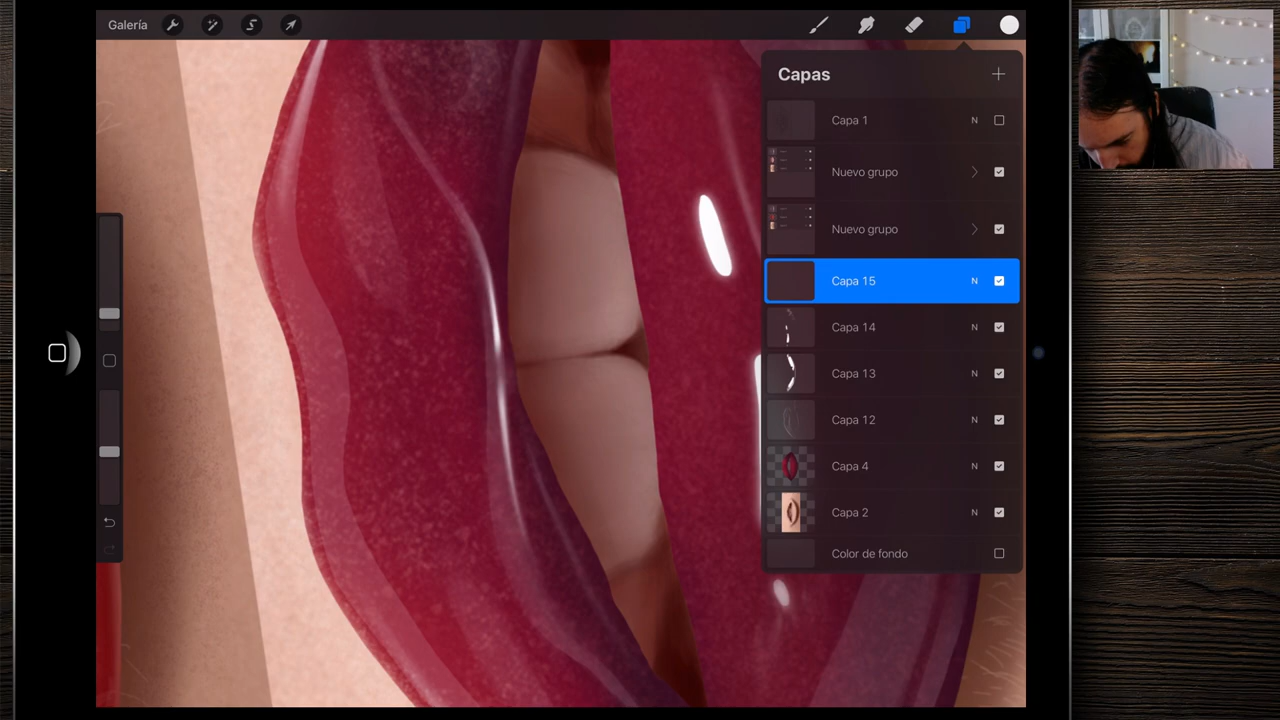 Galería
Capas
Capa 1 N
Nuevo grupo
Nuevo grupo
Capa 15 N
Capa 14 N
Capa 13 N
Capa 12 N
Capa 4 N
Capa 2 N
Color de fondo